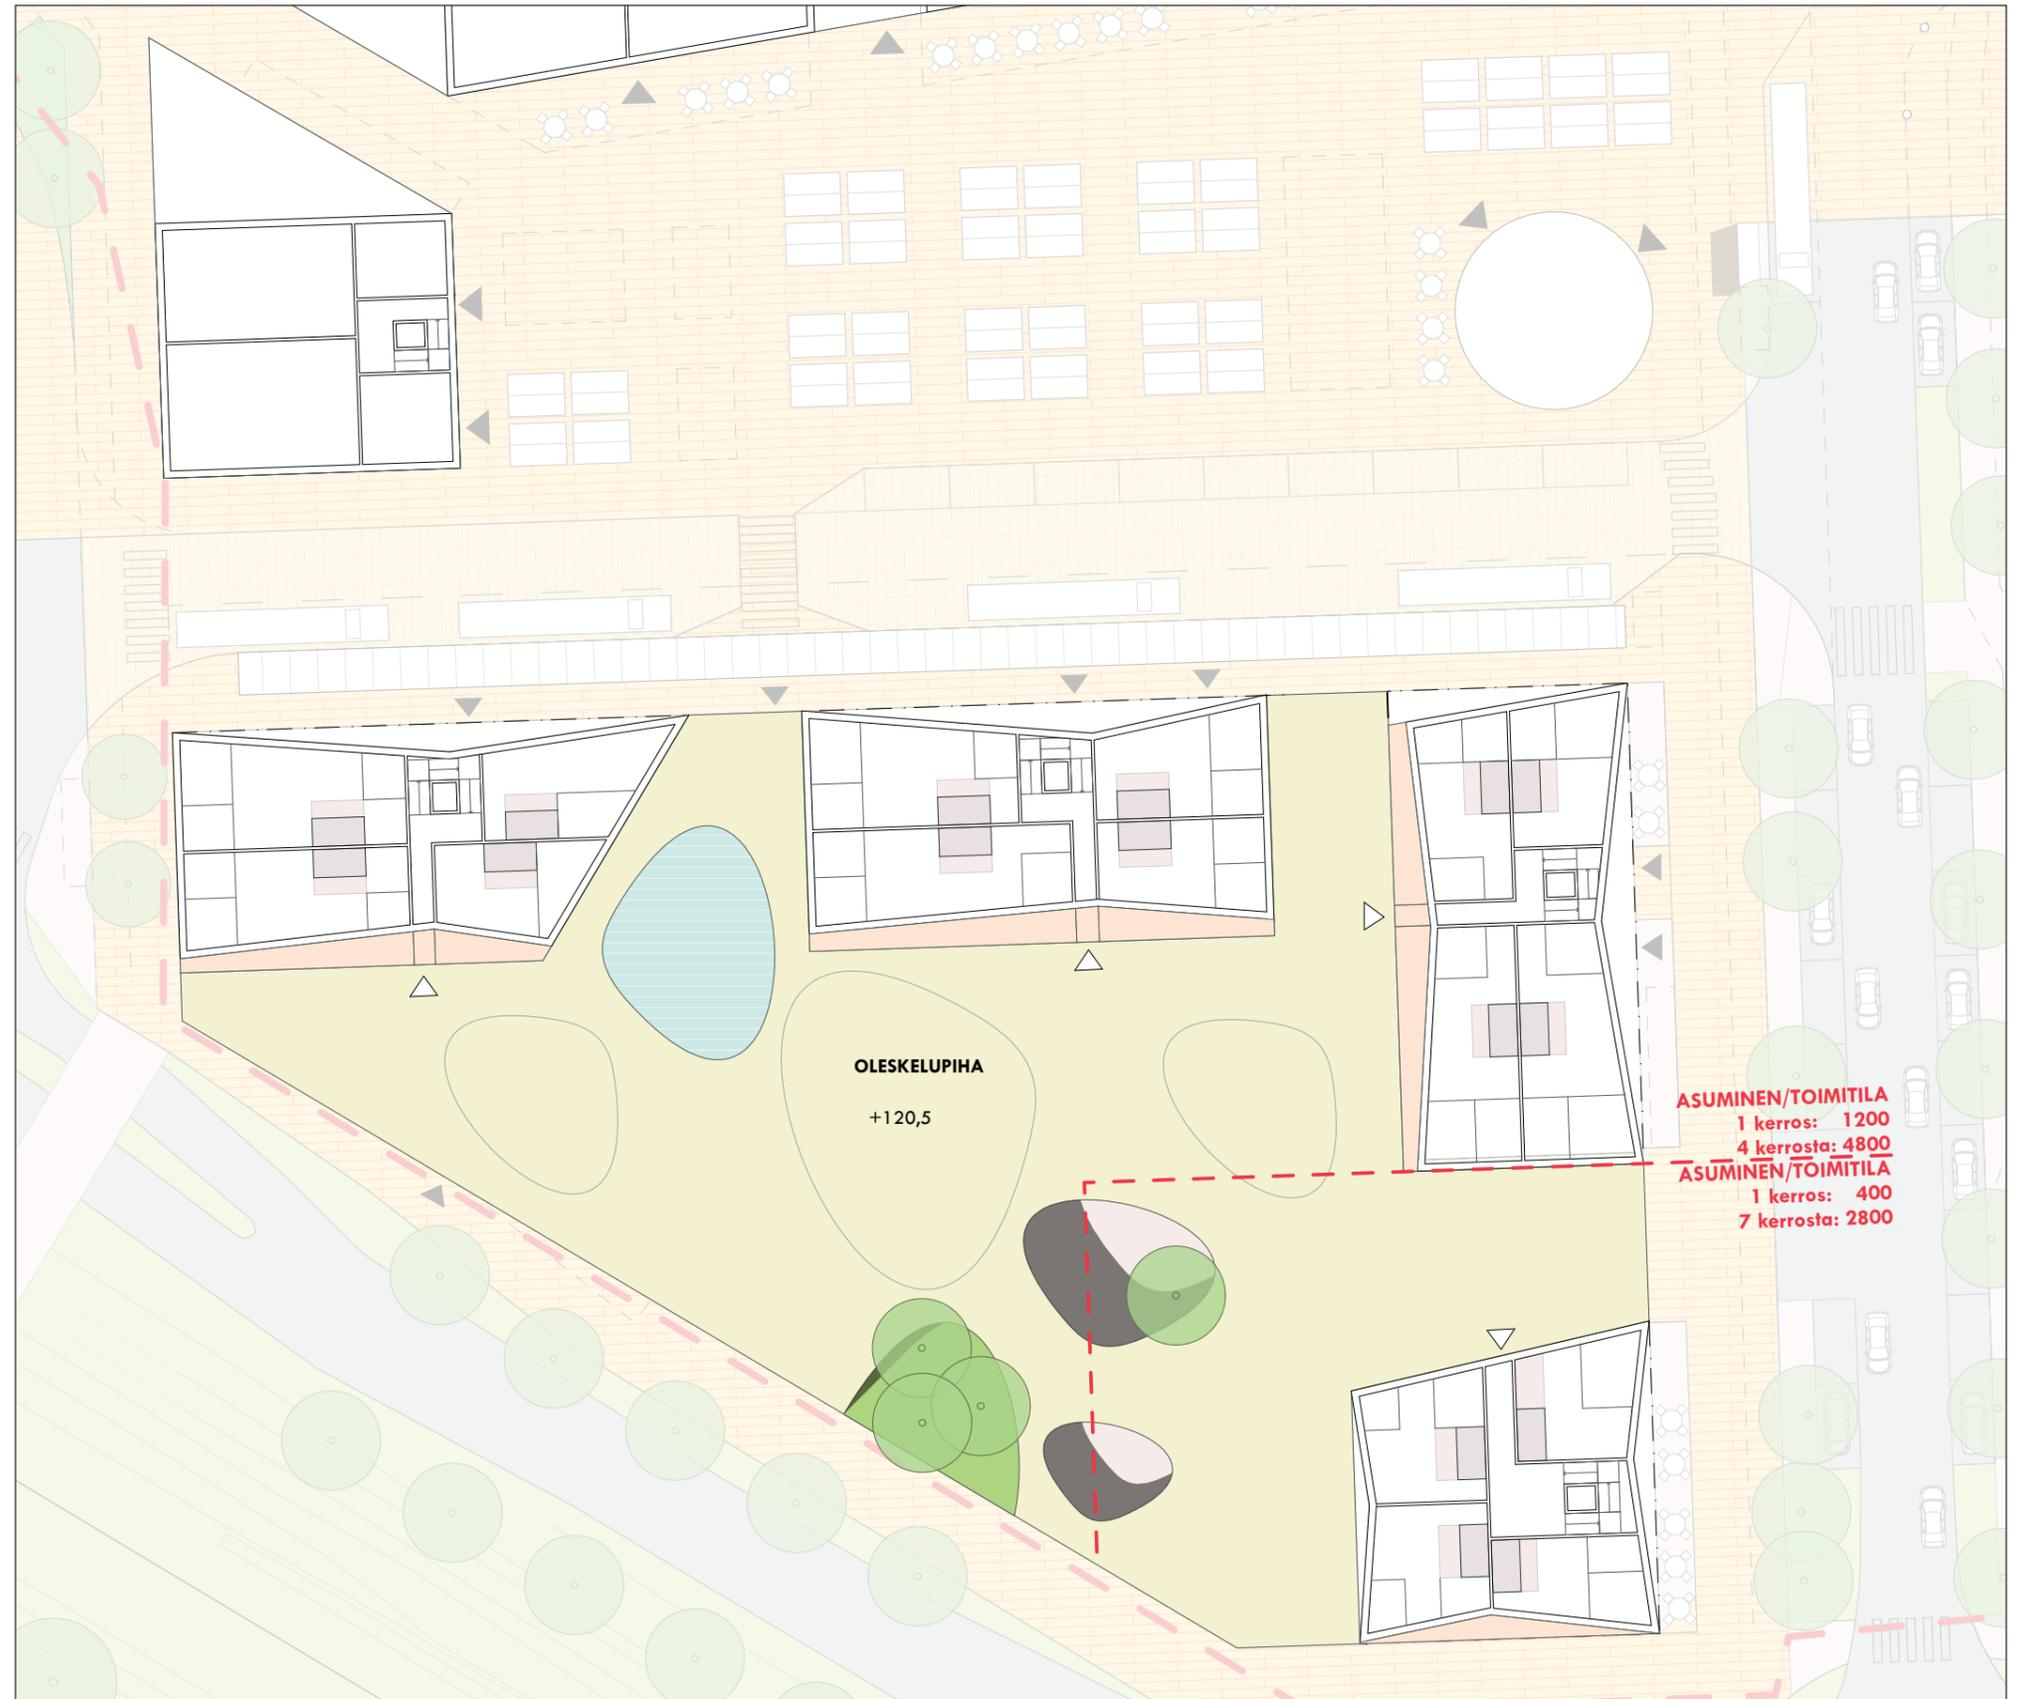 OLESKELUPIHA
+120,5
ASUMINEN/TOIMITILA
1 kerros: 1200
4 kerrosta: 4800
ASUMINEN/TOIMITILA
1 kerros: 400
7 kerrosta: 2800